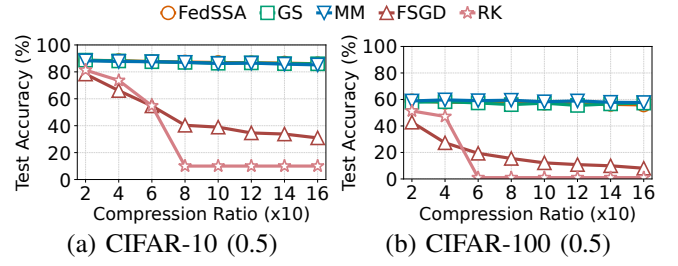 FedSSA GS MM FSGD RK
Test Accuracy (%)
100
80
60
40
20
0
2 4 6 8 10 12 14 16
Compression Ratio (x10)
(a) CIFAR-10 (0.5)
Test Accuracy (%)
100
80
60
40
20
0
2 4 6 8 10 12 14 16
Compression Ratio (x10)
(b) CIFAR-100 (0.5)